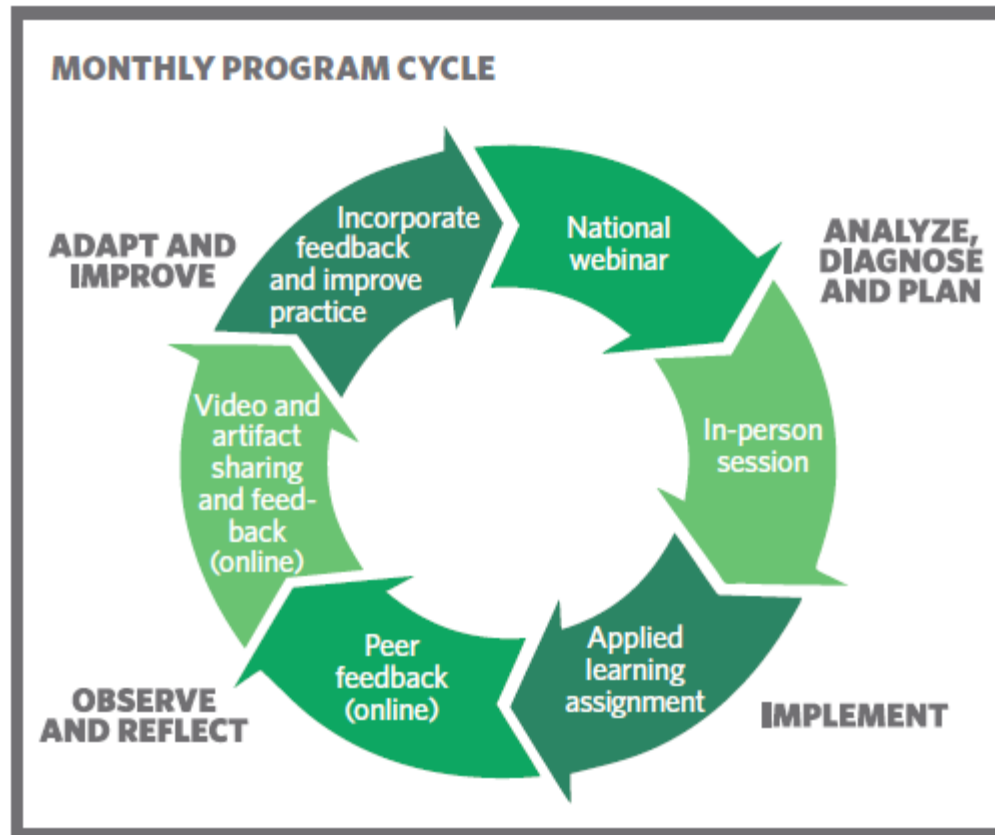 MONTHLY PROGRAM CYCLE
National
webinar
ANALYZE,
DIAGNOSE
AND PLAN
In-person
session
Applied
learning
assignment
IMPLEMENT
Peer
feedback
(online)
OBSERVE
AND REFLECT
Video and
artifact
sharing
and feed-
back
(online)
ADAPT AND
IMPROVE
Incorporate
feedback
and improve
practice